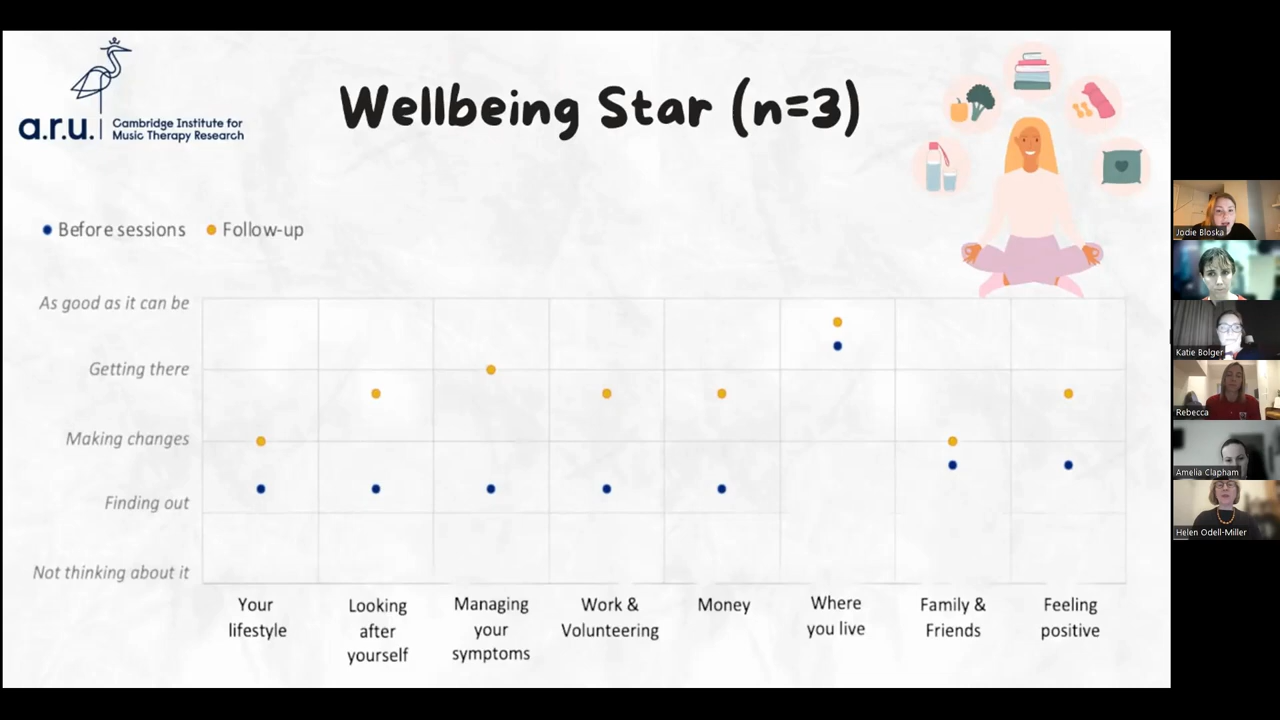 a.r.u.
Cambridge Institute for
Music Therapy Research
Wellbeing Star (n=3)
Before sessions
Follow-up
As good as it can be
Getting there
Making changes
Finding out
Not thinking about it
Your
lifestyle
Looking
after
yourself
Managing
your
symptoms
Work &
Volunteering
Money
Where
you live
Family &
Friends
Feeling
positive
Jodie Bloska
Katie Bolger
Rebecca
Amelia Clapham
Helen Odell-Miller